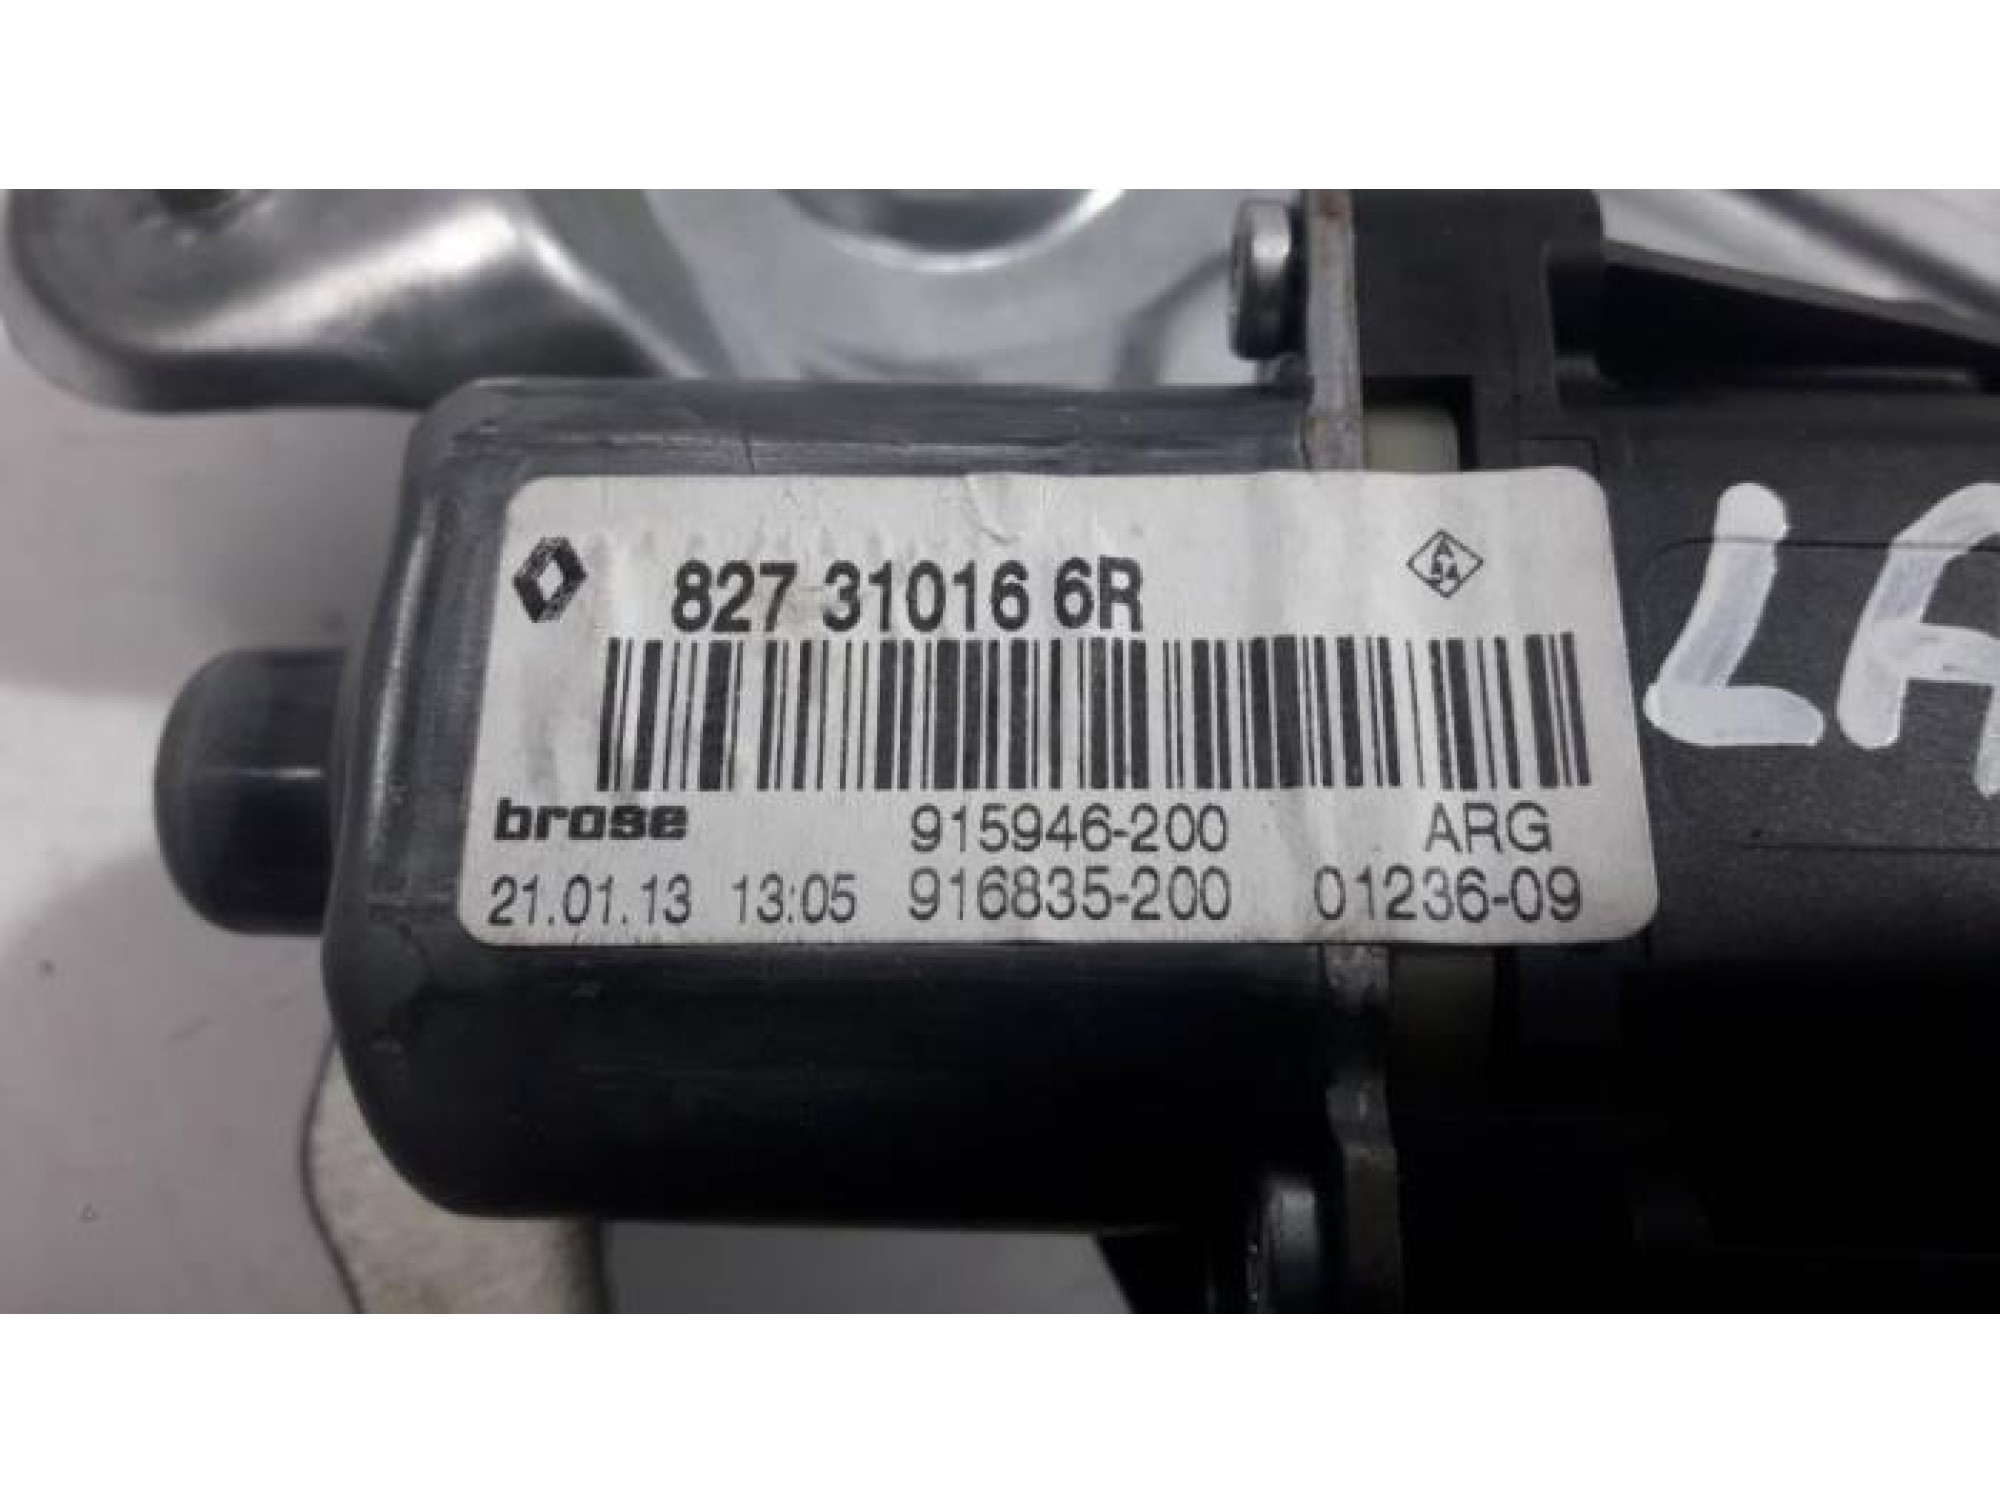 827 31016 6R
LA
brose 915946-200 ARG
21.01.13 13:05 916835-200 01236-09